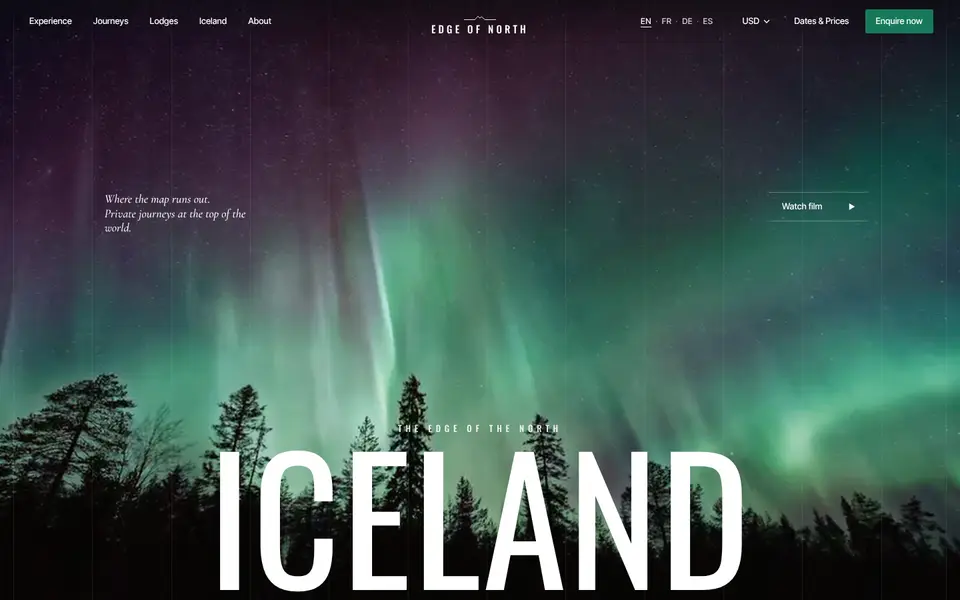 Experience Journeys Lodges Iceland About
EDGE OF NORTH
EN · FR · DE · ES
USD
Dates & Prices
Enquire now
Where the map runs out.
Private journeys at the top of the
world.
Watch film
THE EDGE OF THE NORTH
ICELAND